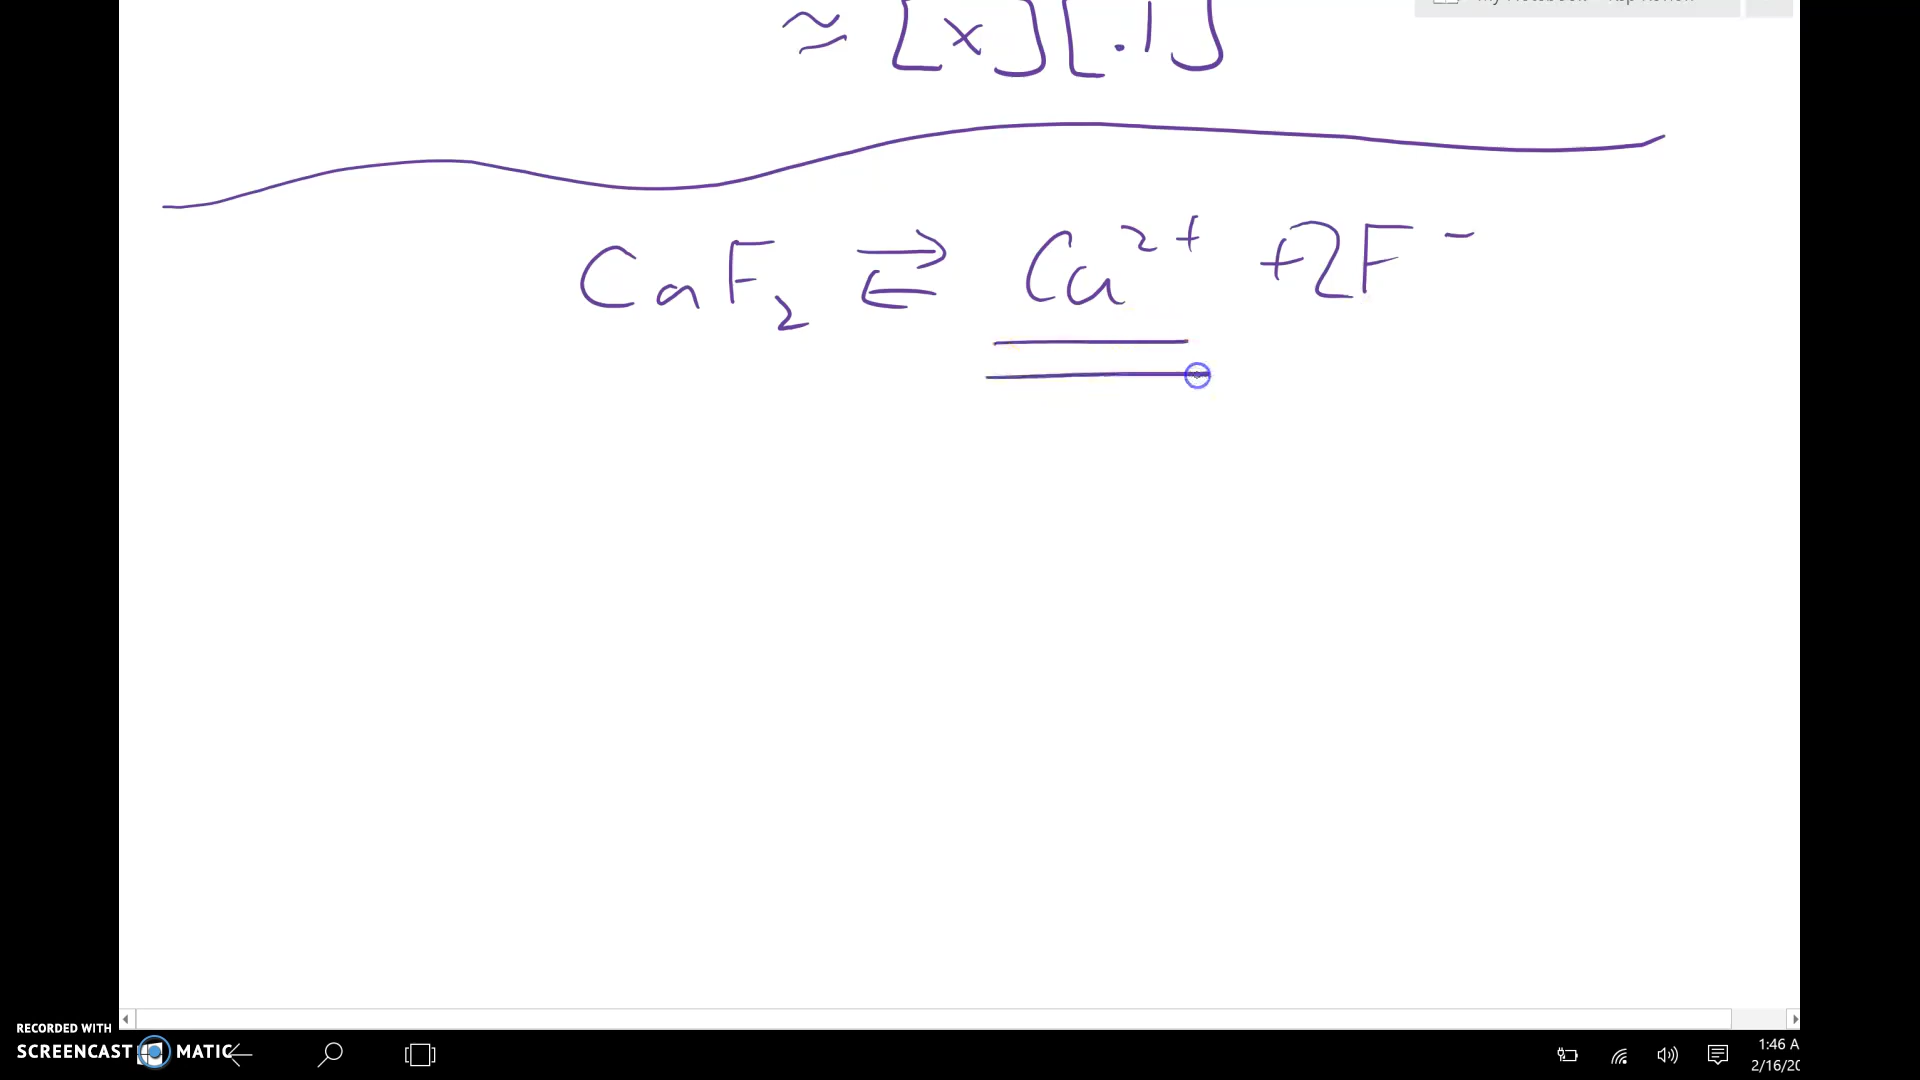 ≈ [x][.1]
CaF₂ ⇄ Ca²⁺ + 2F⁻
RECORDED WITH
SCREENCAST MATIC
1:46 A
2/16/20